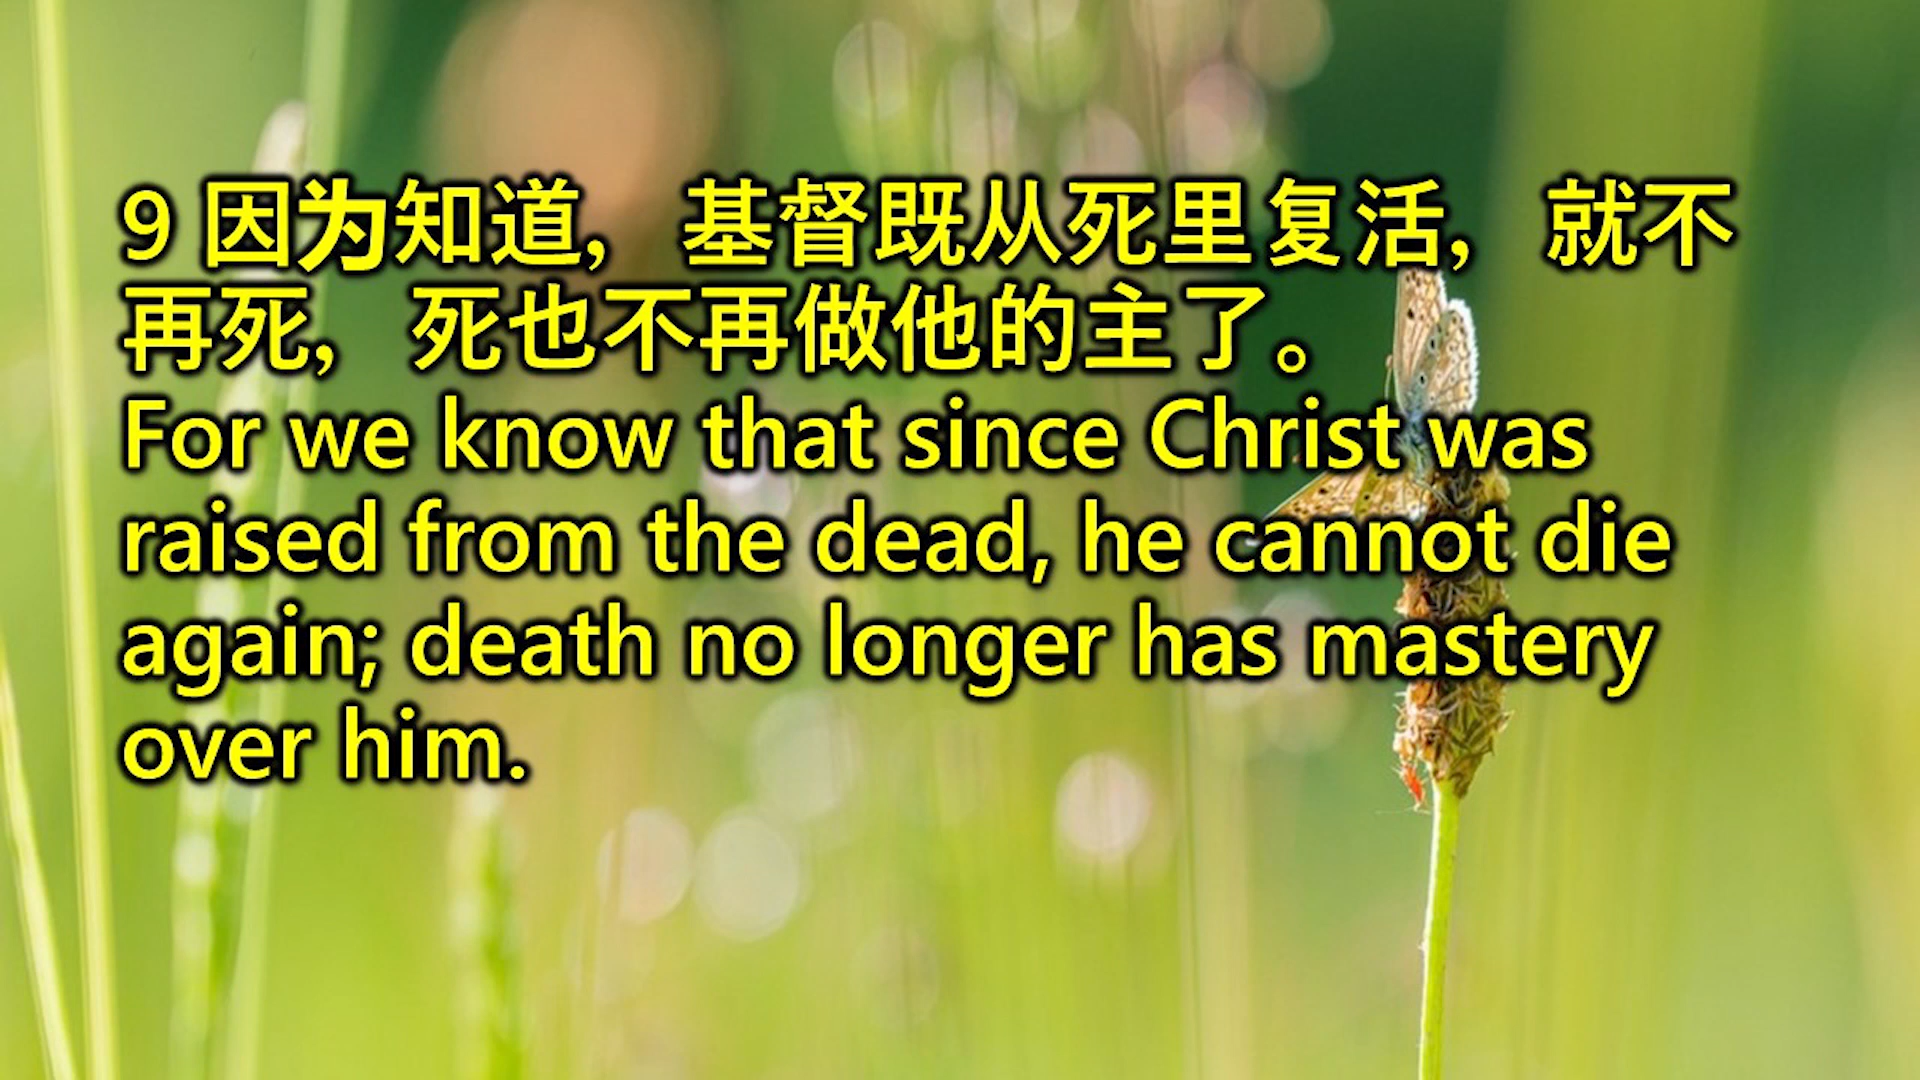 9 因为知道，基督既从死里复活，就不
再死，死也不再做他的主了。
For we know that since Christ was
raised from the dead, he cannot die
again; death no longer has mastery
over him.